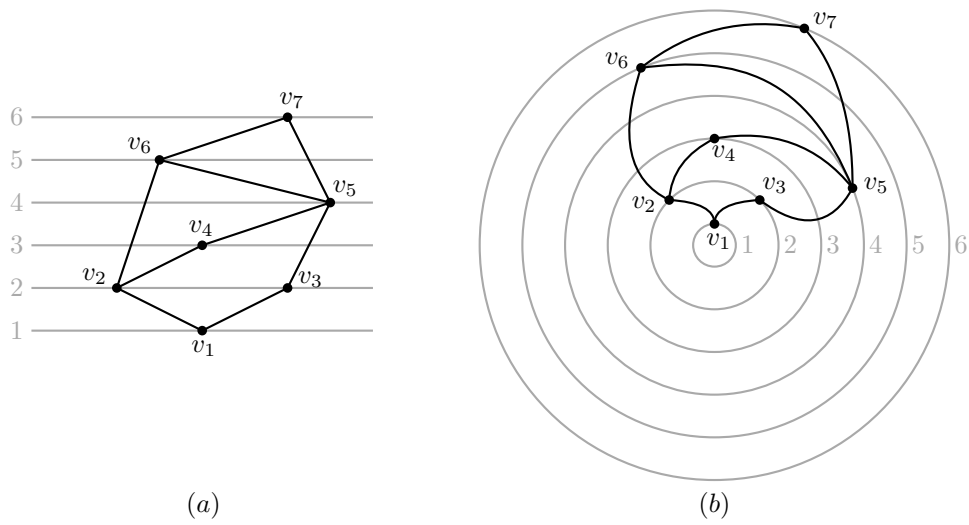 v₇
6
v₆
5
v₅
4
v₄
3
v₂ v₃
2
1
v₁
(a)
v₇
v₆
v₄
v₃ v₅
v₂
v₁ 1 2 3 4 5 6
(b)